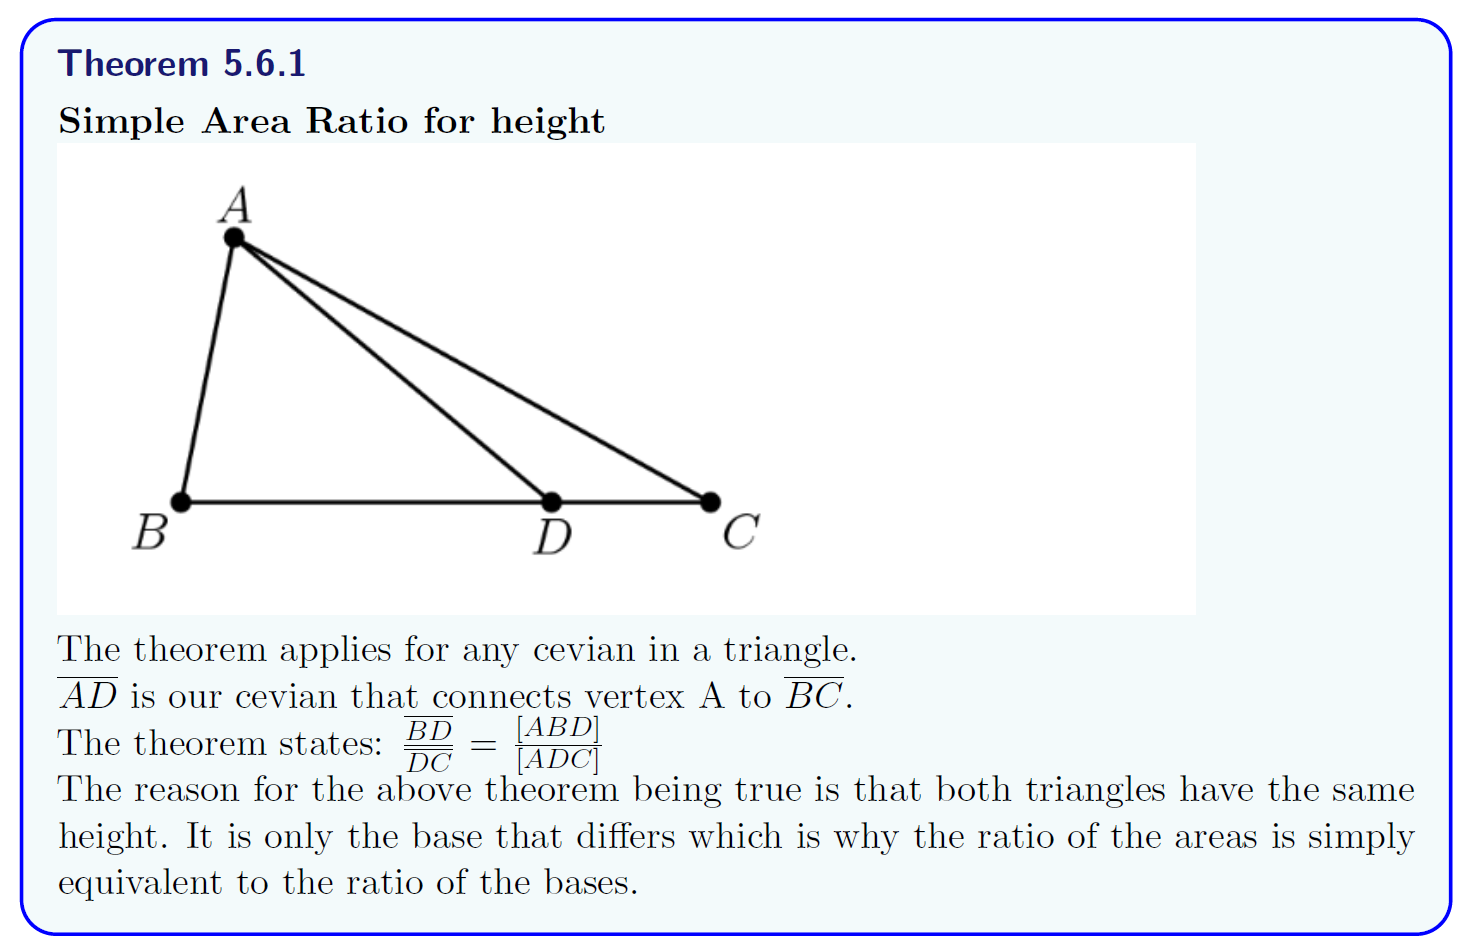 Theorem 5.6.1
Simple Area Ratio for height
A
B
D
C
The theorem applies for any cevian in a triangle.
$\overline{AD}$ is our cevian that connects vertex A to $\overline{BC}$.
The theorem states: $\frac{\overline{BD}}{\overline{DC}} = \frac{[ABD]}{[ADC]}$
The reason for the above theorem being true is that both triangles have the same
height. It is only the base that differs which is why the ratio of the areas is simply
equivalent to the ratio of the bases.